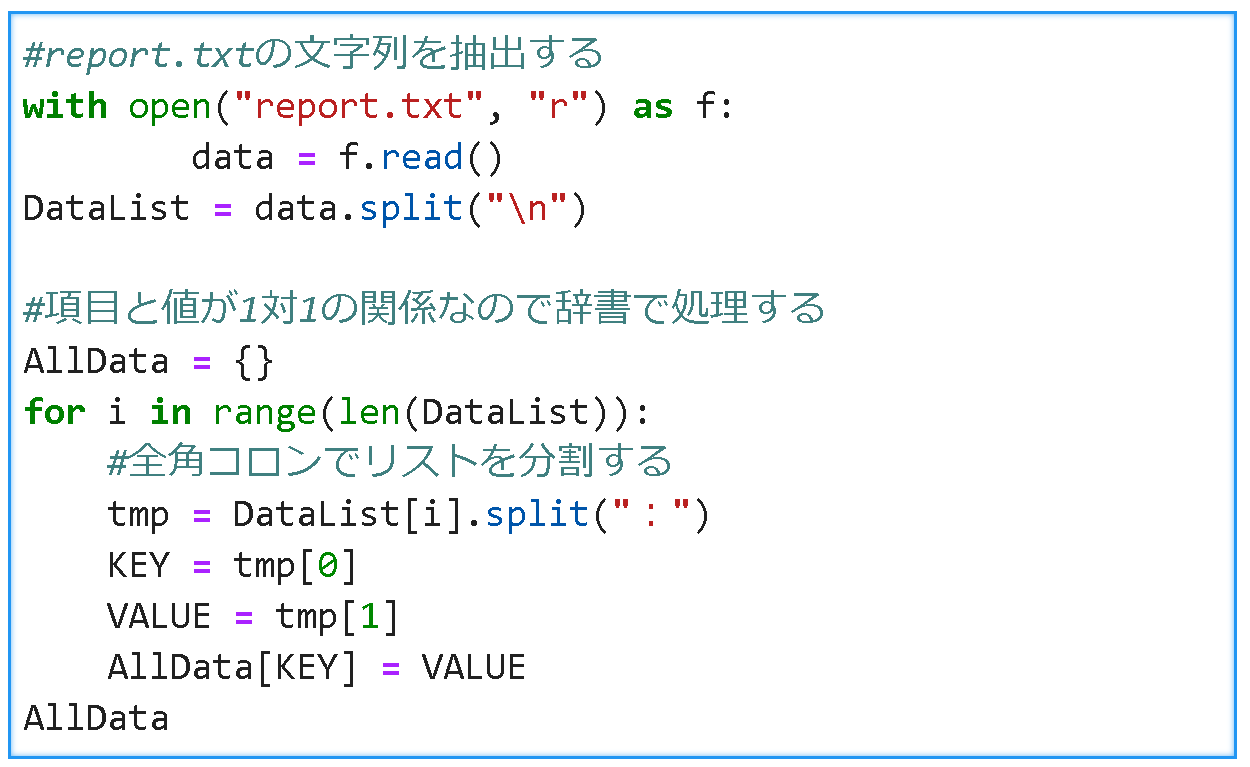 #report.txtの文字列を抽出する
with open("report.txt", "r") as f:
        data = f.read()
DataList = data.split("\n")

#項目と値が1対1の関係なので辞書で処理する
AllData = {}
for i in range(len(DataList)):
    #全角コロンでリストを分割する
    tmp = DataList[i].split("：")
    KEY = tmp[0]
    VALUE = tmp[1]
    AllData[KEY] = VALUE
AllData